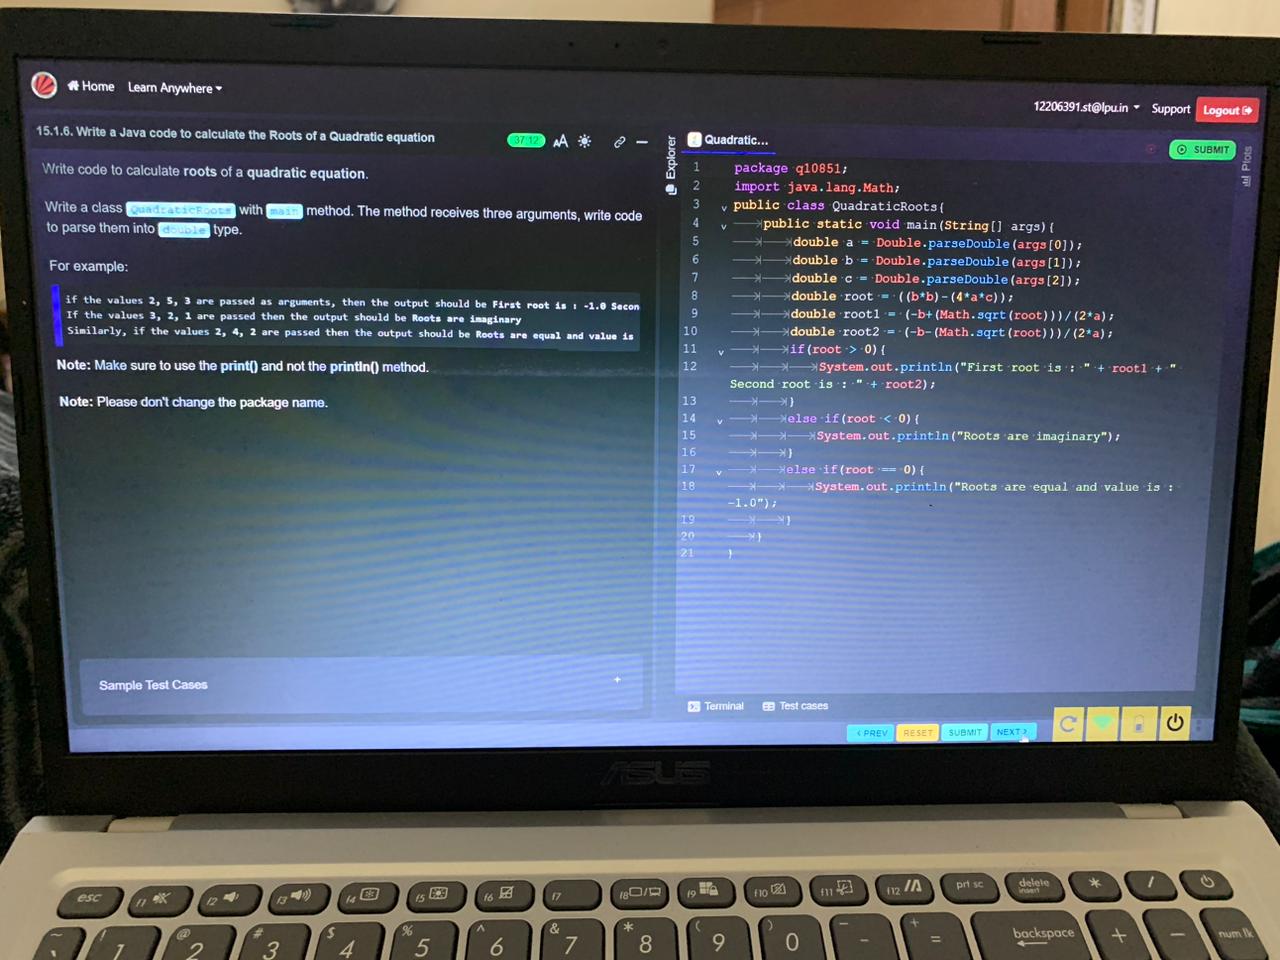 Home Learn Anywhere
12206391.st@lpu.in Support Logout
15.1.6. Write a Java code to calculate the Roots of a Quadratic equation 37:12 AA
Write code to calculate roots of a quadratic equation.
Write a class QuadraticRoots with main method. The method receives three arguments, write code
to parse them into double type.
For example:
if the values 2, 5, 3 are passed as arguments, then the output should be First root is : -1.0 Secon
If the values 3, 2, 1 are passed then the output should be Roots are imaginary
Similarly, if the values 2, 4, 2 are passed then the output should be Roots are equal and value is
Note: Make sure to use the print() and not the println() method.
Note: Please don't change the package name.
Sample Test Cases +
Explorer
Quadratic...
SUBMIT
Plots
1 package q10851;
2 import java.lang.Math;
3 public class QuadraticRoots{
4 public static void main(String[] args){
5 double a = Double.parseDouble(args[0]);
6 double b = Double.parseDouble(args[1]);
7 double c = Double.parseDouble(args[2]);
8 double root = ((b*b)-(4*a*c));
9 double root1 = (-b+(Math.sqrt(root)))/(2*a);
10 double root2 = (-b-(Math.sqrt(root)))/(2*a);
11 if(root > 0){
12 System.out.println("First root is : " + root1 + "
Second root is : " + root2);
13 }
14 else if(root < 0){
15 System.out.println("Roots are imaginary");
16 }
17 else if(root == 0){
18 System.out.println("Roots are equal and value is :
-1.0");
19 }
20 }
21 }
Terminal Test cases
< PREV RESET SUBMIT NEXT >
ASUS
esc f1 f2 f3 f4 f5 f6 f7 f8 f9 f10 f11 f12 prt sc delete insert * /
~ ! 1 @ 2 # 3 $ 4 % 5 ^ 6 & 7 * 8 ( 9 ) 0 - + = backspace + - num lk